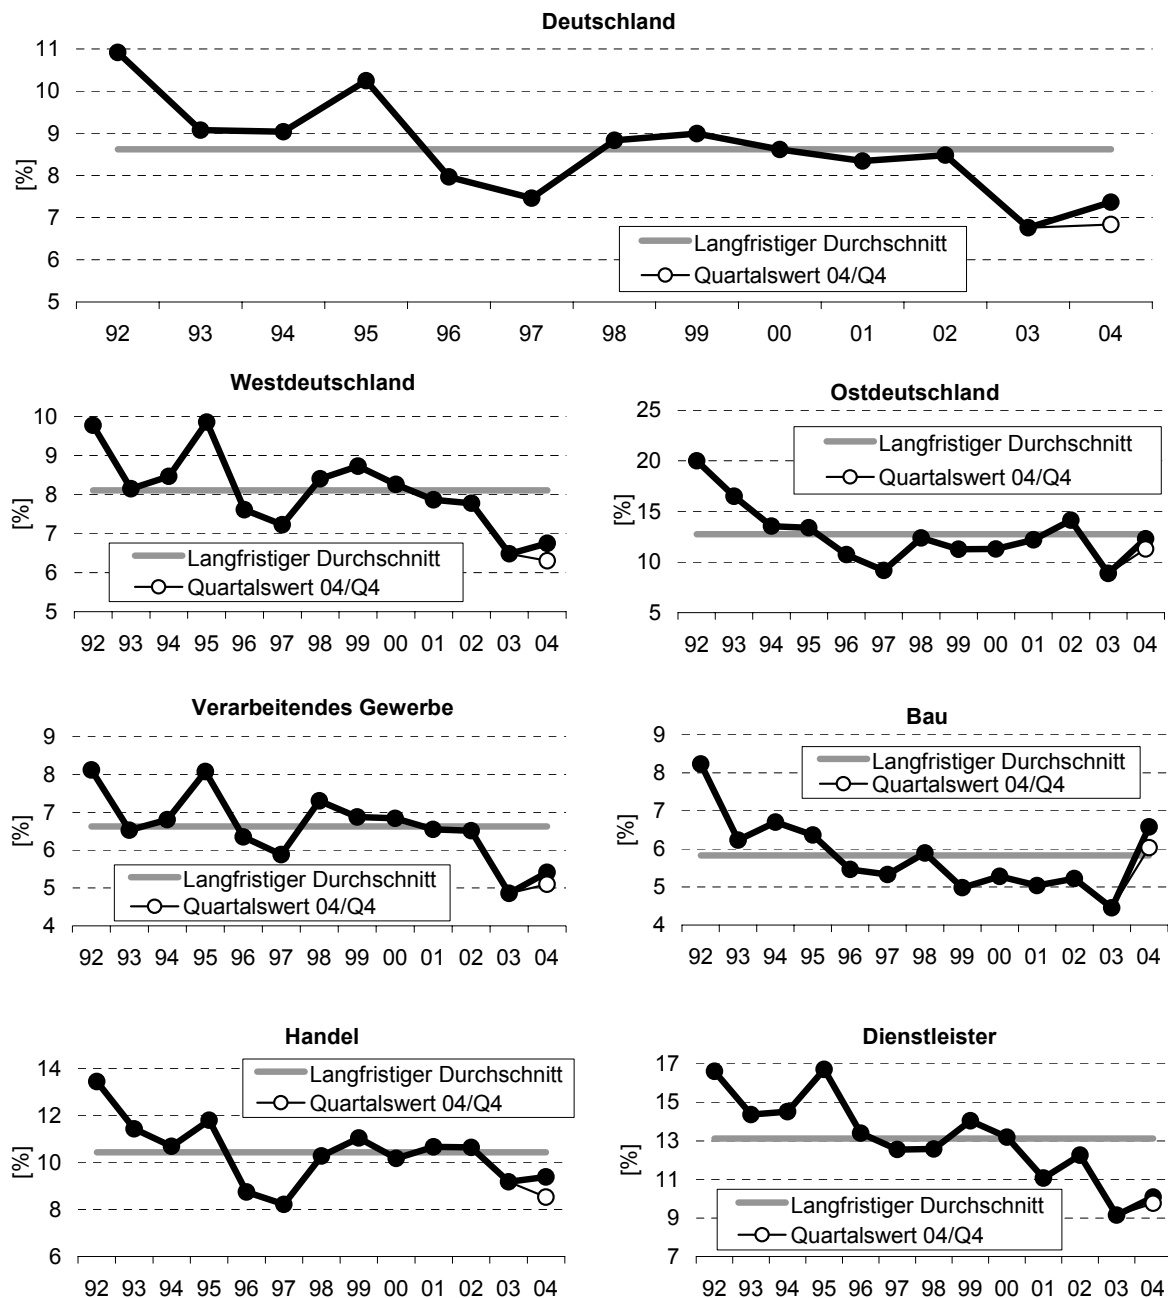 Deutschland
11
10
9
8
7
6
5
[%]
Langfristiger Durchschnitt
Quartalswert 04/Q4
92 93 94 95 96 97 98 99 00 01 02 03 04
Westdeutschland
10
9
8
7
6
5
[%]
Langfristiger Durchschnitt
Quartalswert 04/Q4
92 93 94 95 96 97 98 99 00 01 02 03 04
Ostdeutschland
25
20
15
10
5
[%]
Langfristiger Durchschnitt
Quartalswert 04/Q4
92 93 94 95 96 97 98 99 00 01 02 03 04
Verarbeitendes Gewerbe
9
8
7
6
5
4
[%]
Langfristiger Durchschnitt
Quartalswert 04/Q4
92 93 94 95 96 97 98 99 00 01 02 03 04
Bau
9
8
7
6
5
4
[%]
Langfristiger Durchschnitt
Quartalswert 04/Q4
92 93 94 95 96 97 98 99 00 01 02 03 04
Handel
14
12
10
8
6
[%]
Langfristiger Durchschnitt
Quartalswert 04/Q4
92 93 94 95 96 97 98 99 00 01 02 03 04
Dienstleister
17
15
13
11
9
7
[%]
Langfristiger Durchschnitt
Quartalswert 04/Q4
92 93 94 95 96 97 98 99 00 01 02 03 04